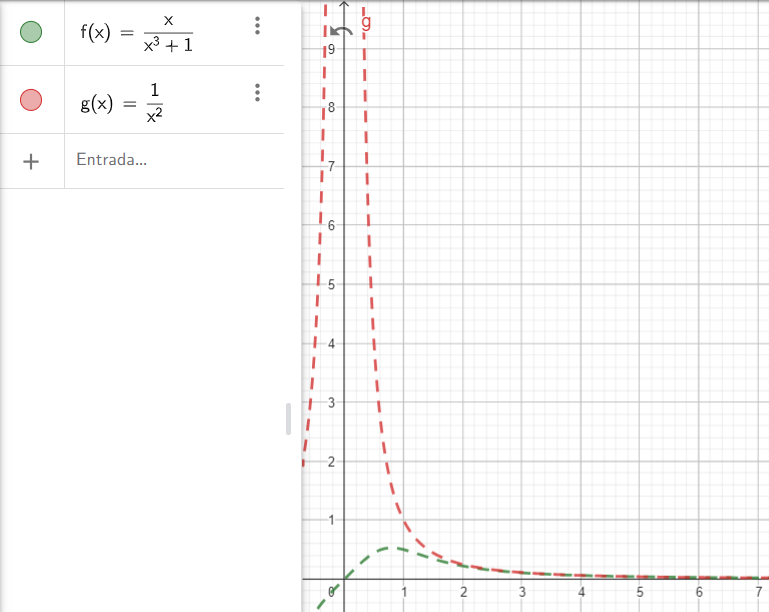 f(x) = x / (x³ + 1)
g(x) = 1 / x²
+ Entrada...
g
9
8
7
6
5
4
3
2
1
0 1 2 3 4 5 6 7